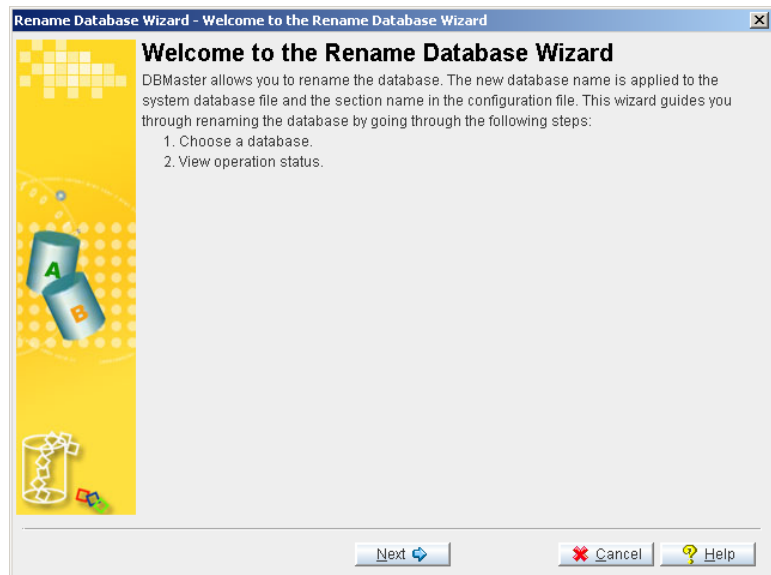 Rename Database Wizard - Welcome to the Rename Database Wizard
Welcome to the Rename Database Wizard
DBMaster allows you to rename the database. The new database name is applied to the
system database file and the section name in the configuration file. This wizard guides you
through renaming the database by going through the following steps:
1. Choose a database.
2. View operation status.
A
B
Next
Cancel
Help